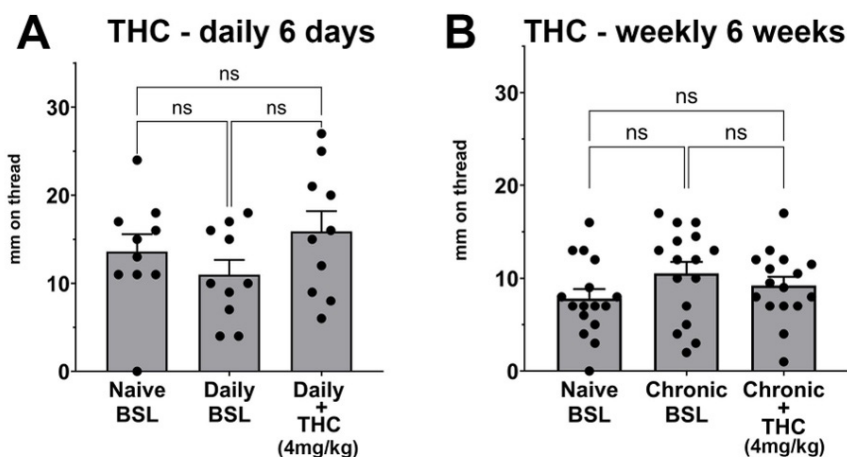 A THC - daily 6 days
ns
ns ns
mm on thread
30
20
10
0
Naive BSL
Daily BSL
Daily + THC (4mg/kg)
B THC - weekly 6 weeks
ns
ns ns
mm on thread
30
20
10
0
Naive BSL
Chronic BSL
Chronic + THC (4mg/kg)